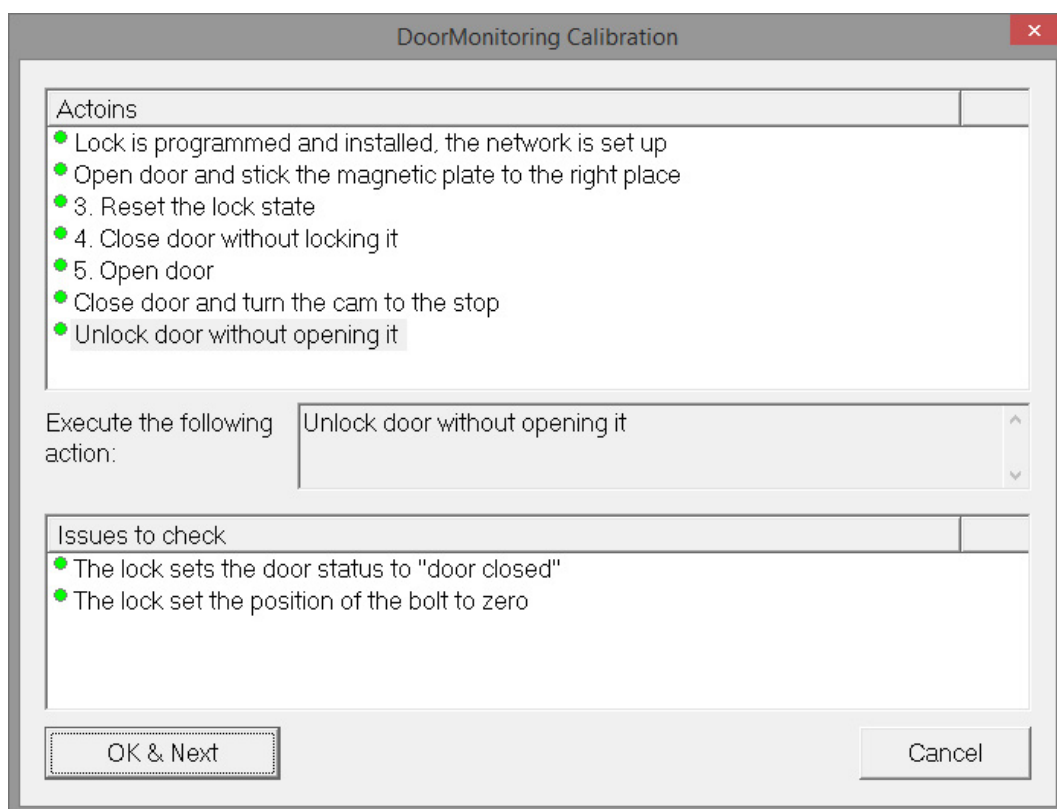 DoorMonitoring Calibration
Actoins
Lock is programmed and installed, the network is set up
Open door and stick the magnetic plate to the right place
3. Reset the lock state
4. Close door without locking it
5. Open door
Close door and turn the cam to the stop
Unlock door without opening it
Execute the following action:
Unlock door without opening it
Issues to check
The lock sets the door status to "door closed"
The lock set the position of the bolt to zero
OK & Next
Cancel